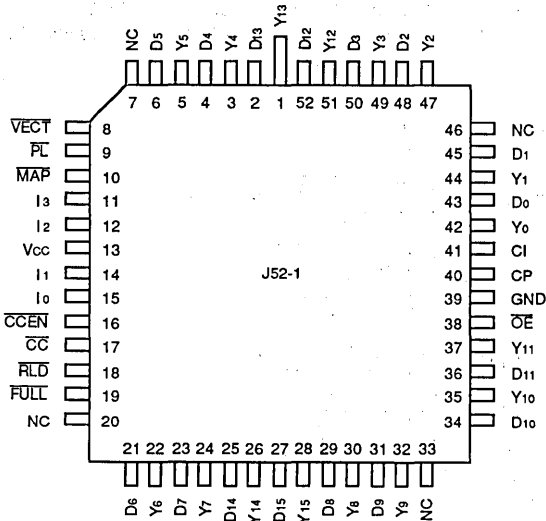 NC D5 Y5 D4 Y4 D13 Y13 D12 Y12 D3 Y3 D2 Y2
7 6 5 4 3 2 1 52 51 50 49 48 47
VECT 8
PL 9
MAP 10
I3 11
I2 12
Vcc 13
I1 14
I0 15
CCEN 16
CC 17
RLD 18
FULL 19
NC 20
J52-1
46 NC
45 D1
44 Y1
43 D0
42 Y0
41 CI
40 CP
39 GND
38 OE
37 Y11
36 D11
35 Y10
34 D10
21 22 23 24 25 26 27 28 29 30 31 32 33
D6 Y6 D7 Y7 D14 Y14 D15 Y15 D8 Y8 D9 Y9 NC